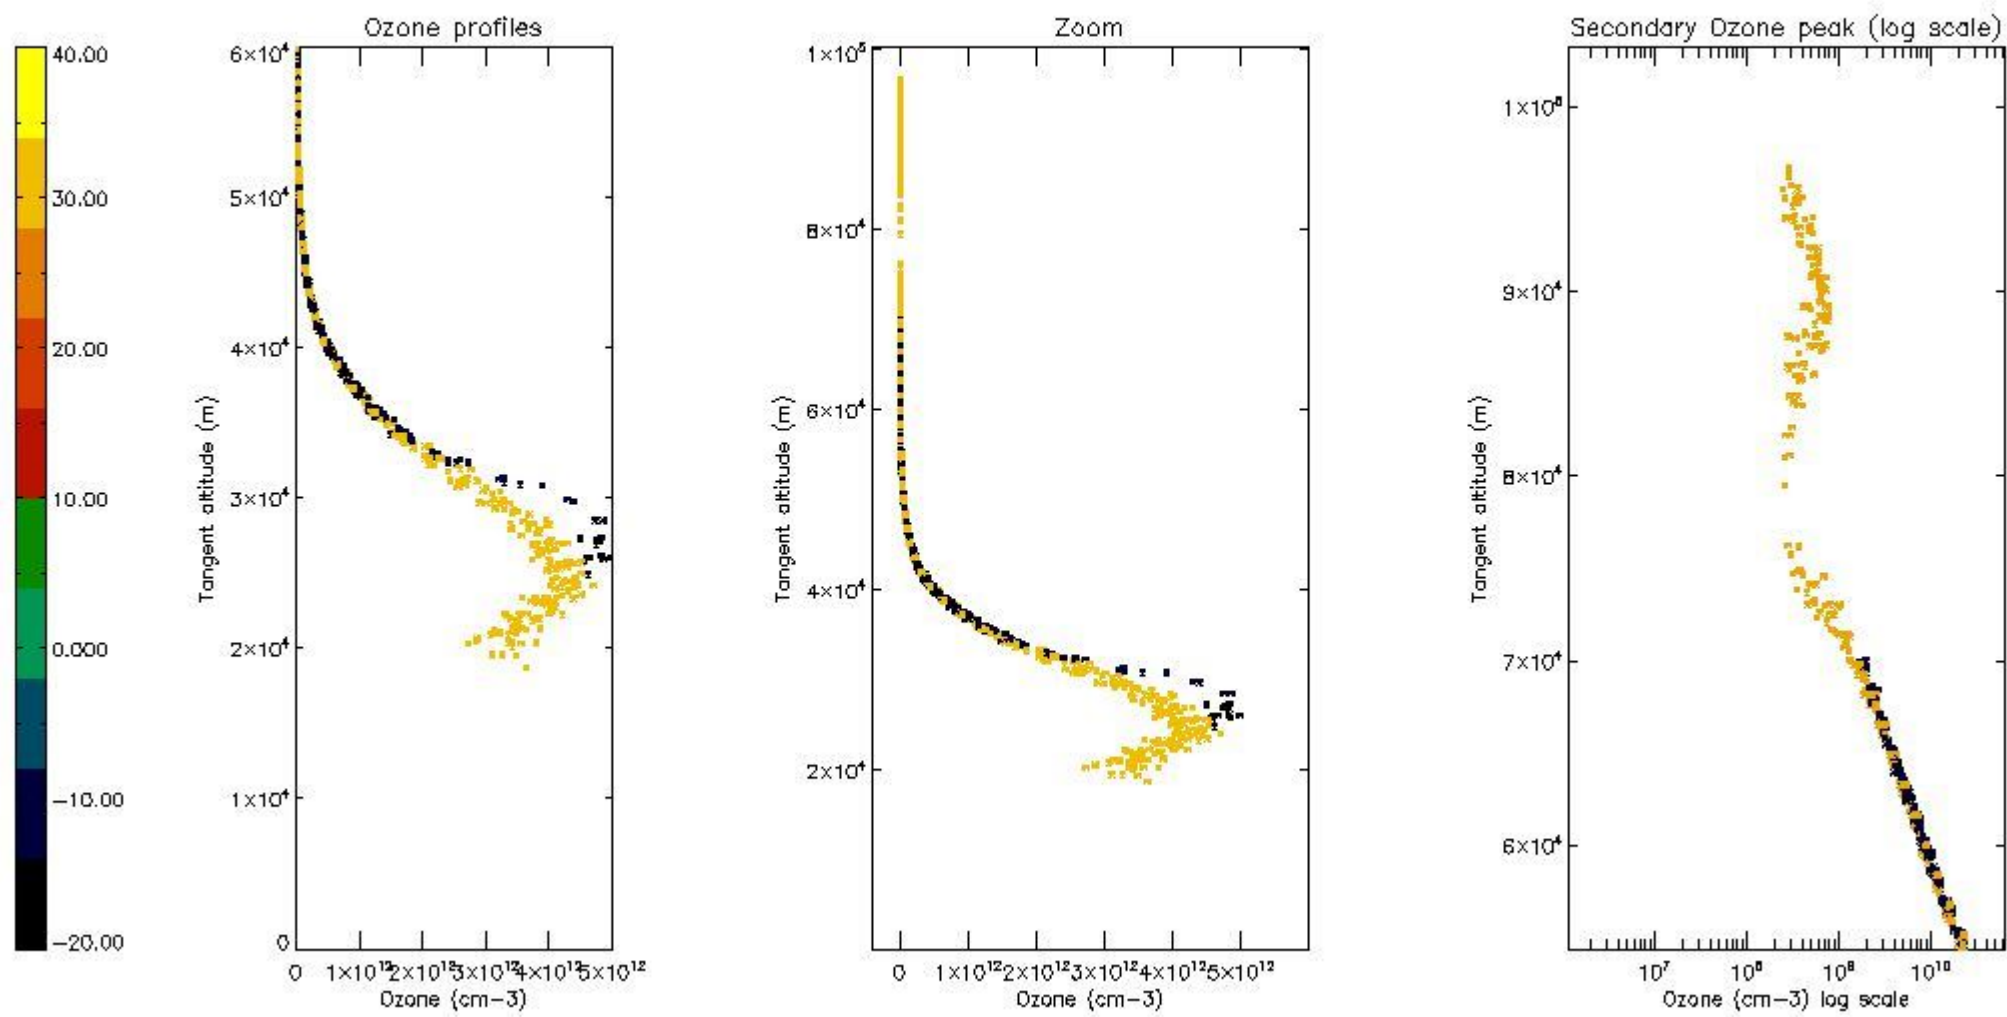 Ozone profiles
Zoom
Secondary Ozone peak (log scale)
40.00
30.00
20.00
10.00
0.000
−10.00
−20.00
6×10⁴
5×10⁴
4×10⁴
3×10⁴
2×10⁴
1×10⁴
0
Tangent altitude (m)
0 1×10¹² 2×10¹² 3×10¹² 4×10¹² 5×10¹²
Ozone (cm−3)
1×10⁵
8×10⁴
6×10⁴
4×10⁴
2×10⁴
Tangent altitude (m)
0 1×10¹² 2×10¹² 3×10¹² 4×10¹² 5×10¹²
Ozone (cm−3)
1×10⁵
9×10⁴
8×10⁴
7×10⁴
6×10⁴
Tangent altitude (m)
10⁷ 10⁸ 10⁹ 10¹⁰
Ozone (cm−3) log scale